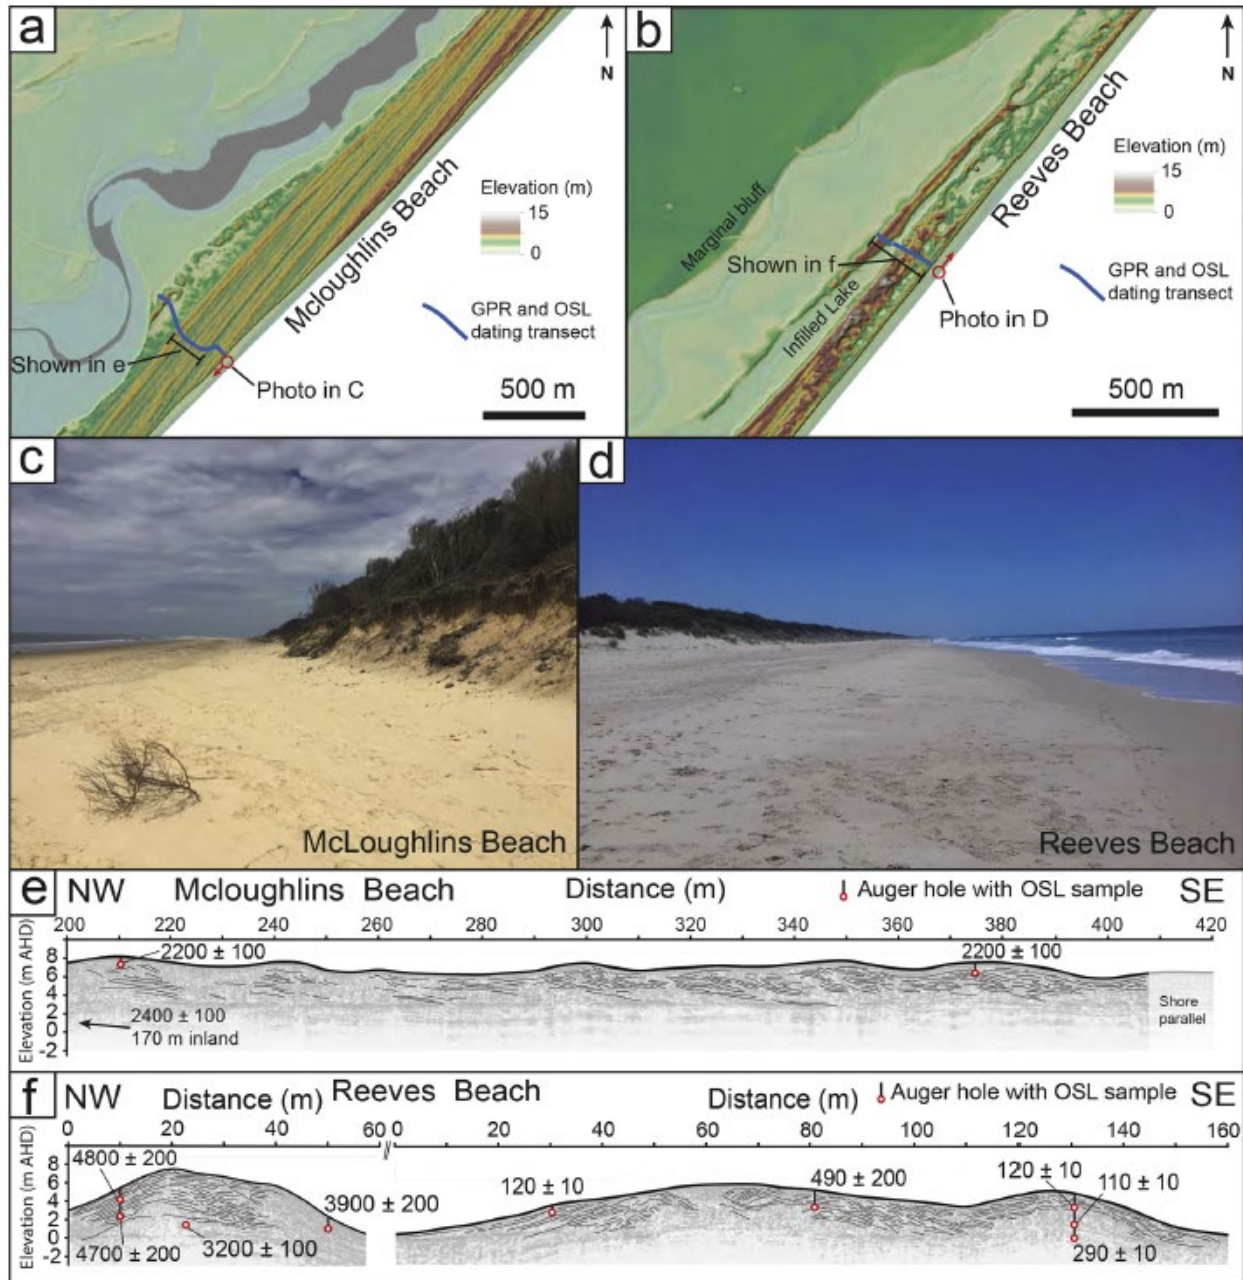 a
N
Mcloughlins Beach
Elevation (m)
15
0
GPR and OSL
dating transect
Shown in e
Photo in C
500 m
b
N
Reeves Beach
Elevation (m)
15
0
Marginal bluff
Shown in f
Infilled Lake
GPR and OSL
dating transect
Photo in D
500 m
c
McLoughlins Beach
d
Reeves Beach
e NW Mcloughlins Beach Distance (m) Auger hole with OSL sample SE
200 220 240 260 280 300 320 340 360 380 400 420
Elevation (m AHD)
8
6
4
2
0
-2
2200 ± 100
2200 ± 100
2400 ± 100
170 m inland
Shore
parallel
f NW Distance (m) Reeves Beach Distance (m) Auger hole with OSL sample SE
0 20 40 60 // 0 20 40 60 80 100 120 140 160
Elevation (m AHD)
8
6
4
2
0
-2
4800 ± 200
4700 ± 200
3200 ± 100
3900 ± 200
120 ± 10
490 ± 200
120 ± 10
110 ± 10
290 ± 10